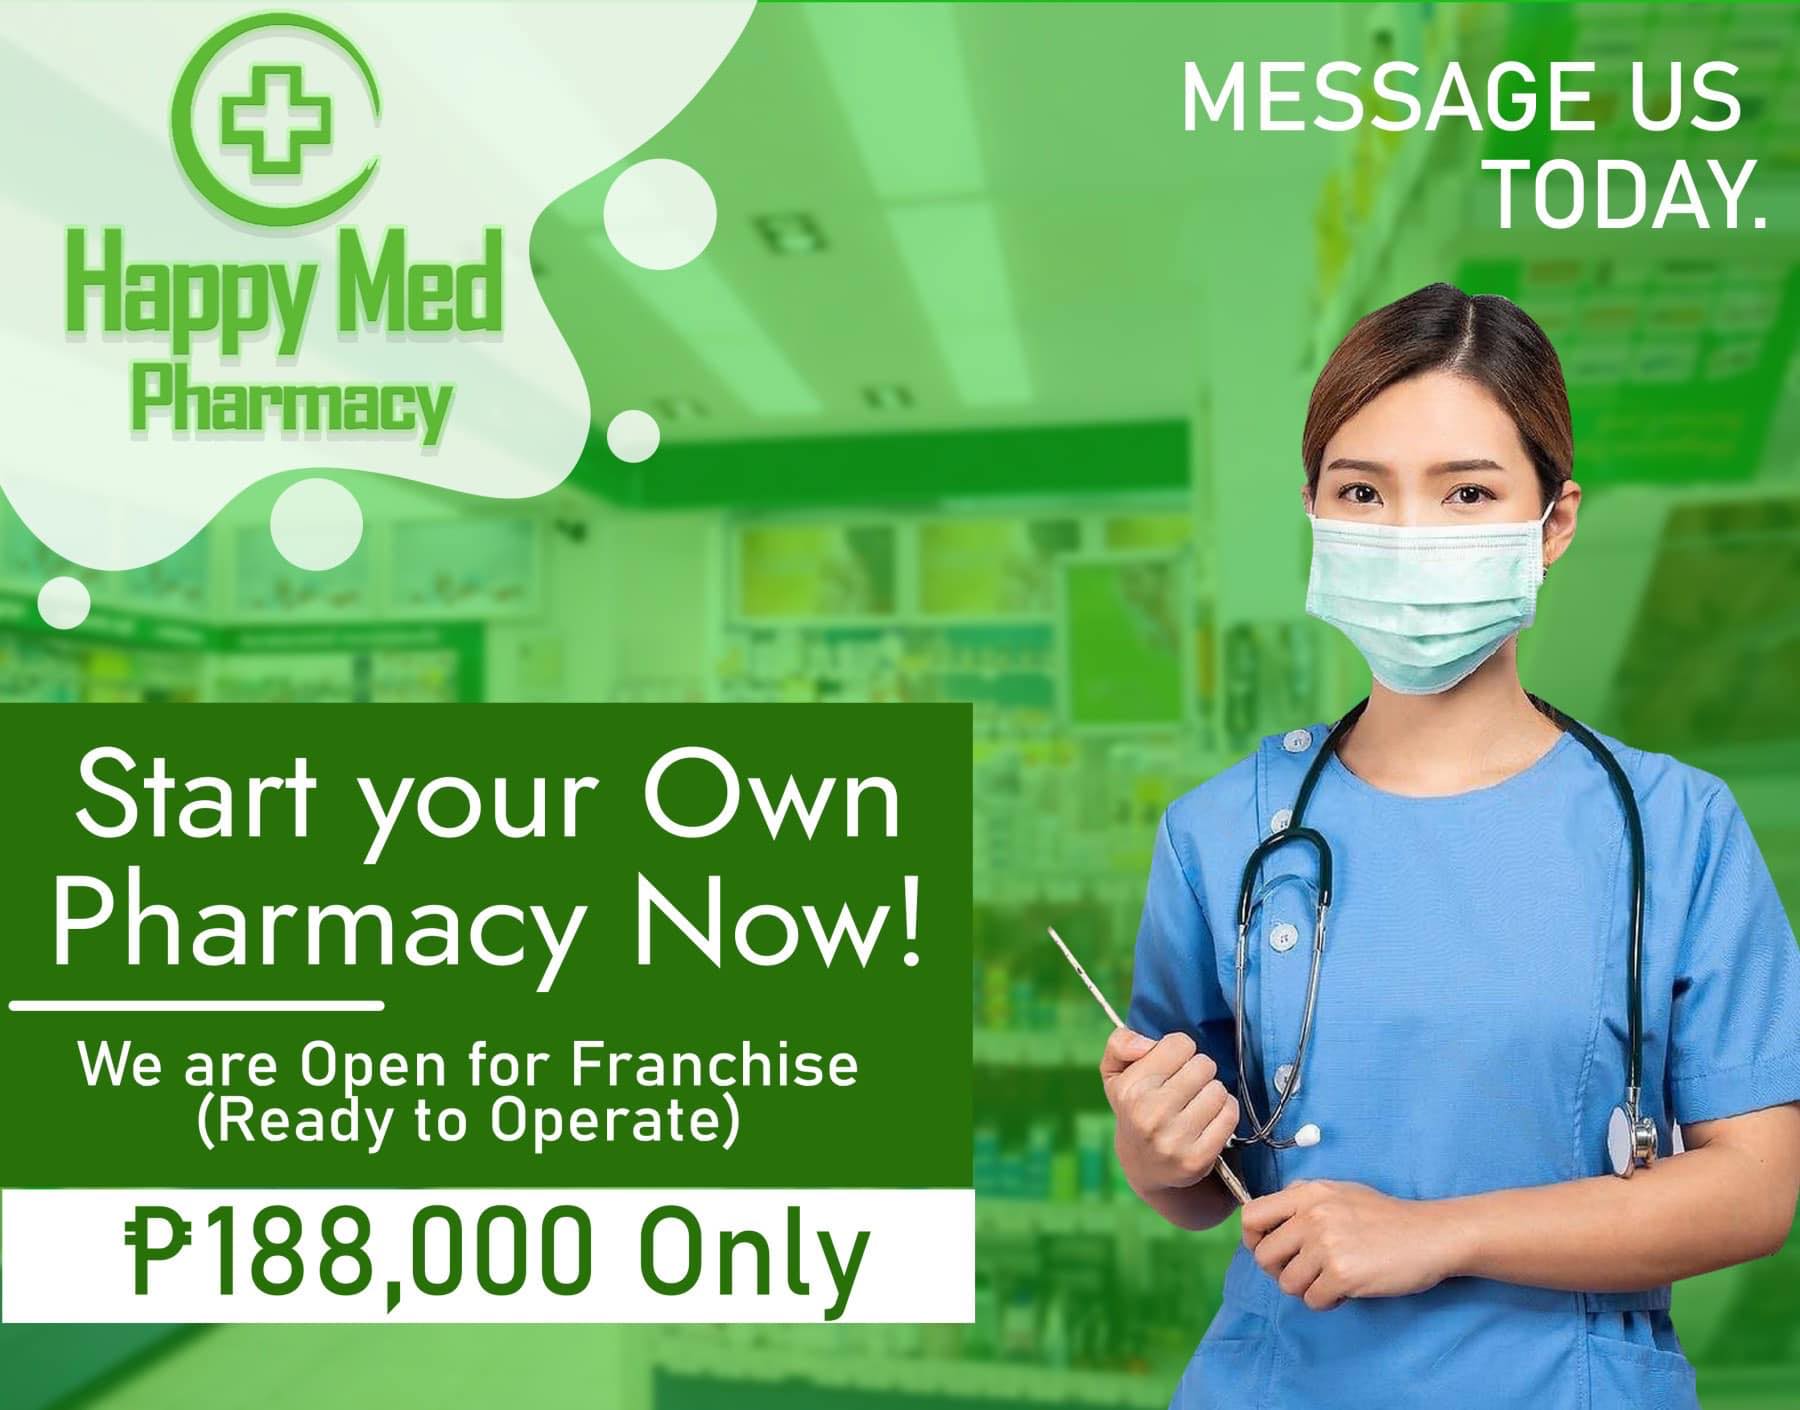 Happy Med
Pharmacy
MESSAGE US
TODAY.
Start your Own
Pharmacy Now!
We are Open for Franchise
(Ready to Operate)
₱188,000 Only